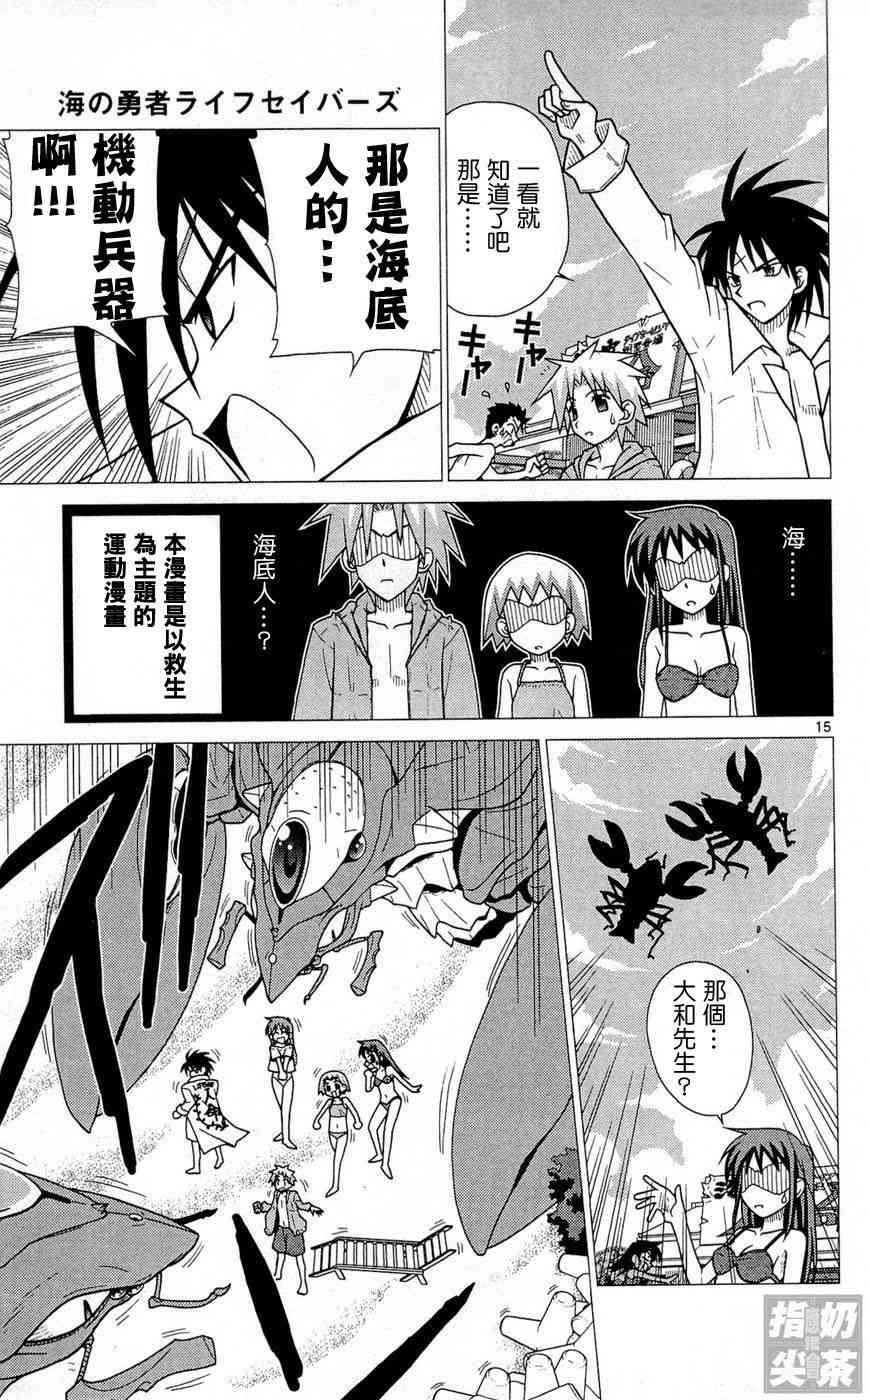 海の勇者ライフセイバーズ
一看就
知道了吧
那是……
キャー
キャー
那是海底
人的…
機動兵器
啊!!!
海……
海底人…?
本漫畫是以救生
為主題的
運動漫畫
15
那個…
大和先生?
指尖
奶茶